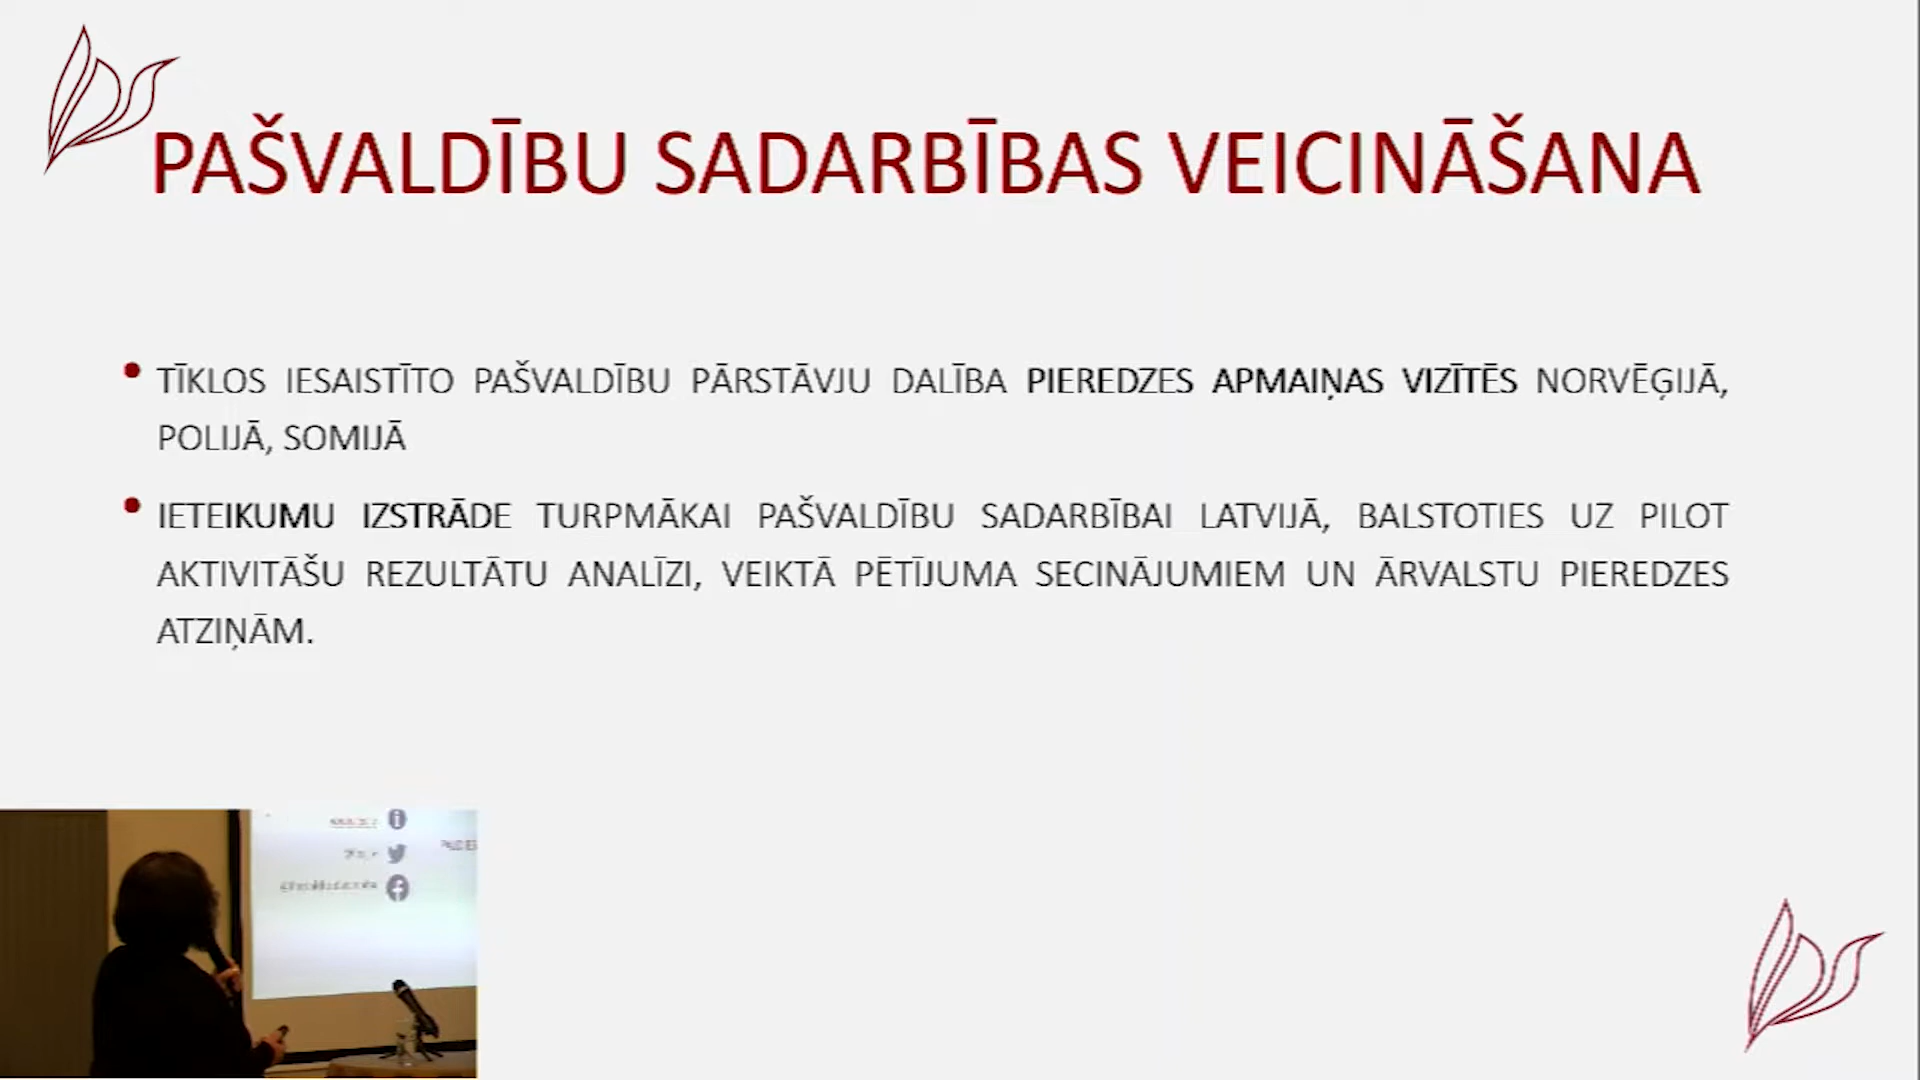 PAŠVALDĪBU SADARBĪBAS VEICINĀŠANA
• TĪKLOS IESAISTĪTO PAŠVALDĪBU PĀRSTĀVJU DALĪBA PIEREDZES APMAIŅAS VIZĪTĒS NORVĒĢIJĀ,
POLIJĀ, SOMIJĀ
• IETEIKUMU IZSTRĀDE TURPMĀKAI PAŠVALDĪBU SADARBĪBAI LATVIJĀ, BALSTOTIES UZ PILOT
AKTIVITĀŠU REZULTĀTU ANALĪZI, VEIKTĀ PĒTĪJUMA SECINĀJUMIEM UN ĀRVALSTU PIEREDZES
ATZIŅĀM.